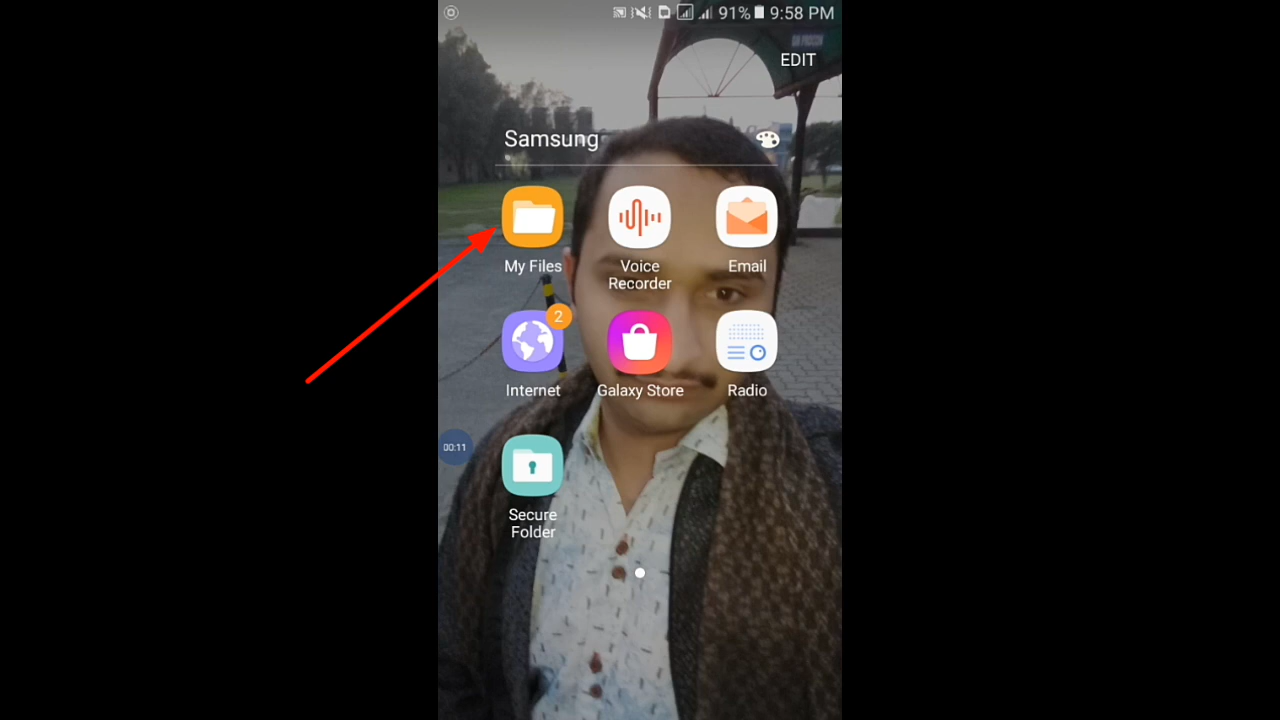 91% 9:58 PM
EDIT
Samsung
My Files
Voice
Recorder
Email
2
Internet
Galaxy Store
Radio
00:11
Secure
Folder